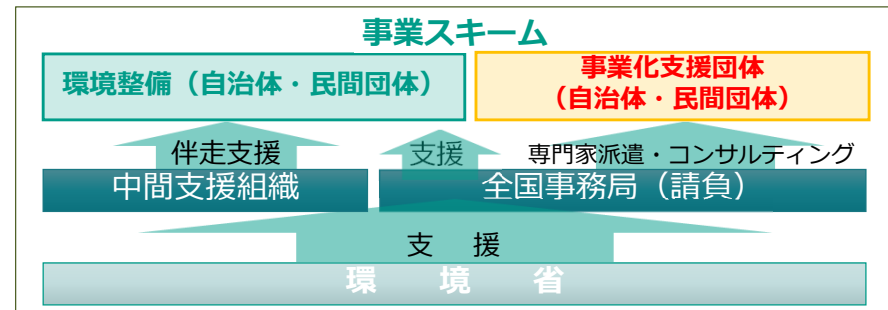 事業スキーム
環境整備（自治体・民間団体）
事業化支援団体
（自治体・民間団体）
伴走支援
支援
専門家派遣・コンサルティング
中間支援組織
全国事務局（請負）
支 援
環 境 省